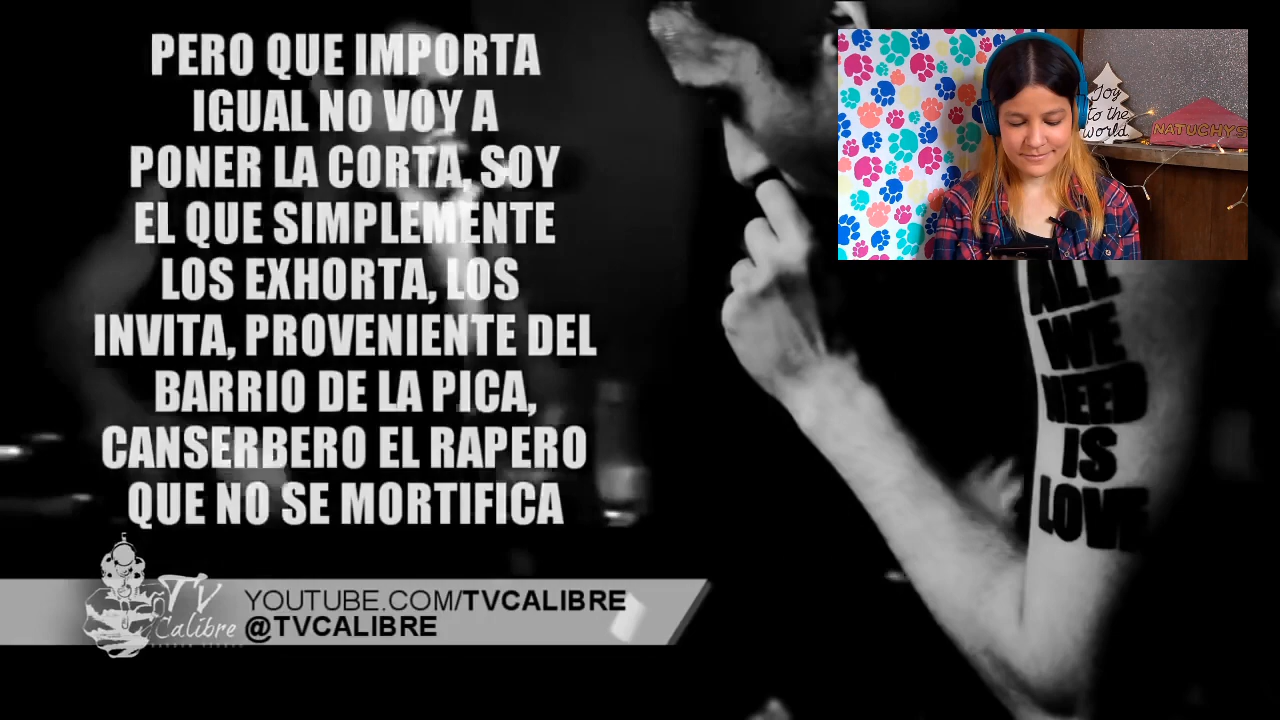 PERO QUE IMPORTA
IGUAL NO VOY A
PONER LA CORTA, SOY
EL QUE SIMPLEMENTE
LOS EXHORTA, LOS
INVITA, PROVENIENTE DEL
BARRIO DE LA PICA,
CANSERBERO EL RAPERO
QUE NO SE MORTIFICA
TV
Calibre
YOUTUBE.COM/TVCALIBRE
@TVCALIBRE
Joy
to the
world
NATUCHYS
ALL
WE
NEED
IS
LOVE